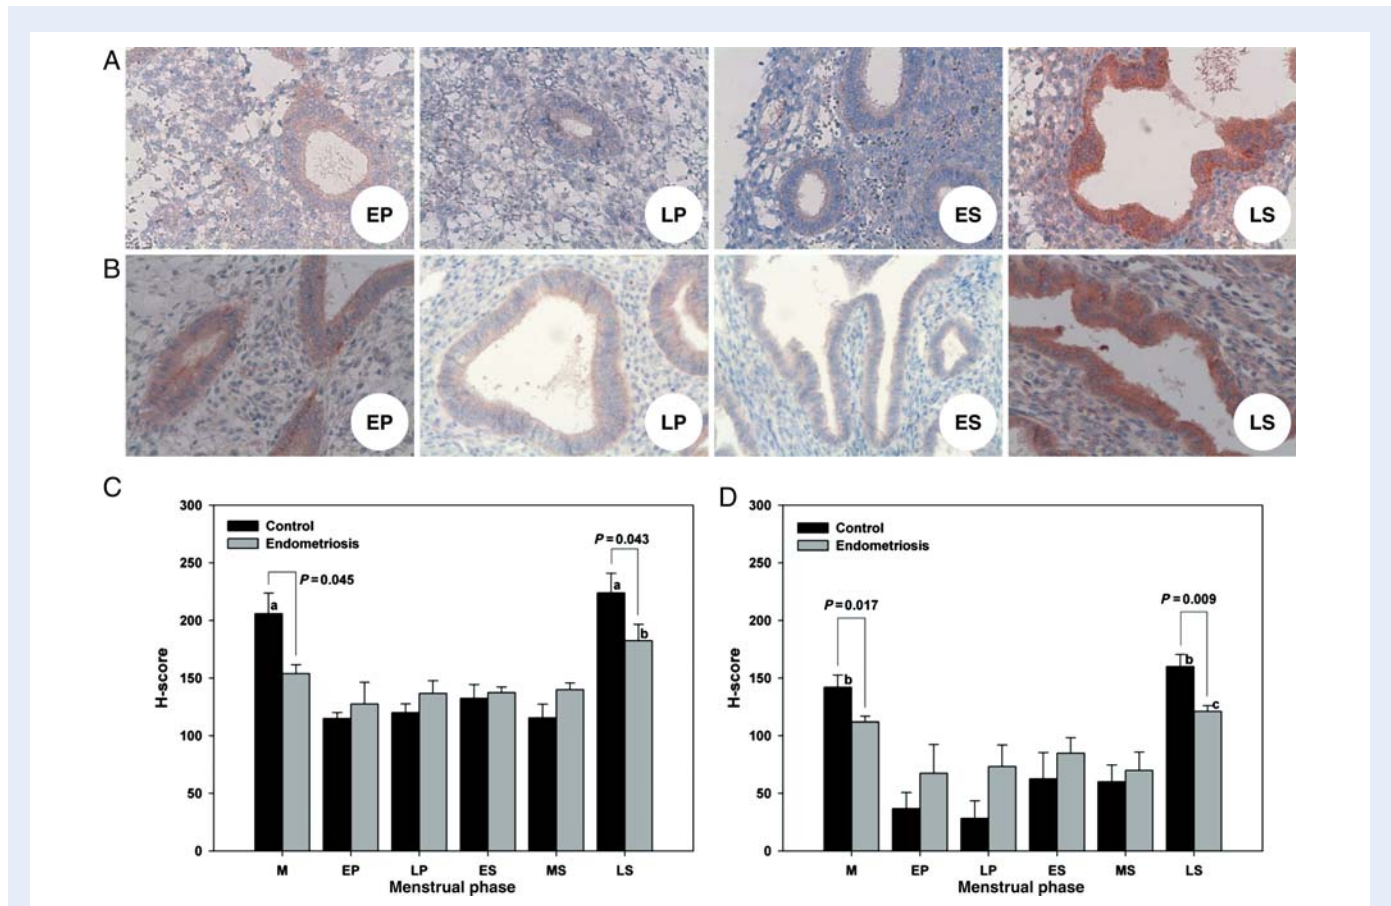 A
EP
LP
ES
LS
B
EP
LP
ES
LS
C
300
250
200
150
100
50
0
H-score
Control
Endometriosis
P = 0.045
P = 0.043
a
a
b
M
EP
LP
ES
MS
LS
Menstrual phase
D
300
250
200
150
100
50
0
H-score
Control
Endometriosis
P = 0.017
P = 0.009
b
b
c
M
EP
LP
ES
MS
LS
Menstrual phase